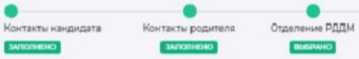 Контакты кандидата Контакты родителя Отделение РДДМ
ЗАПОЛНЕНО ЗАПОЛНЕНО ВЫБРАНО